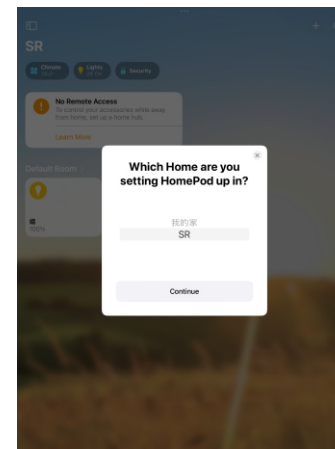 SR
Climate
Lights
Security
No Remote Access
To control your accessories while away
from home, set up a home hub.
Learn More
Default Room
100%
Which Home are you
setting HomePod up in?
我的家
SR
Continue